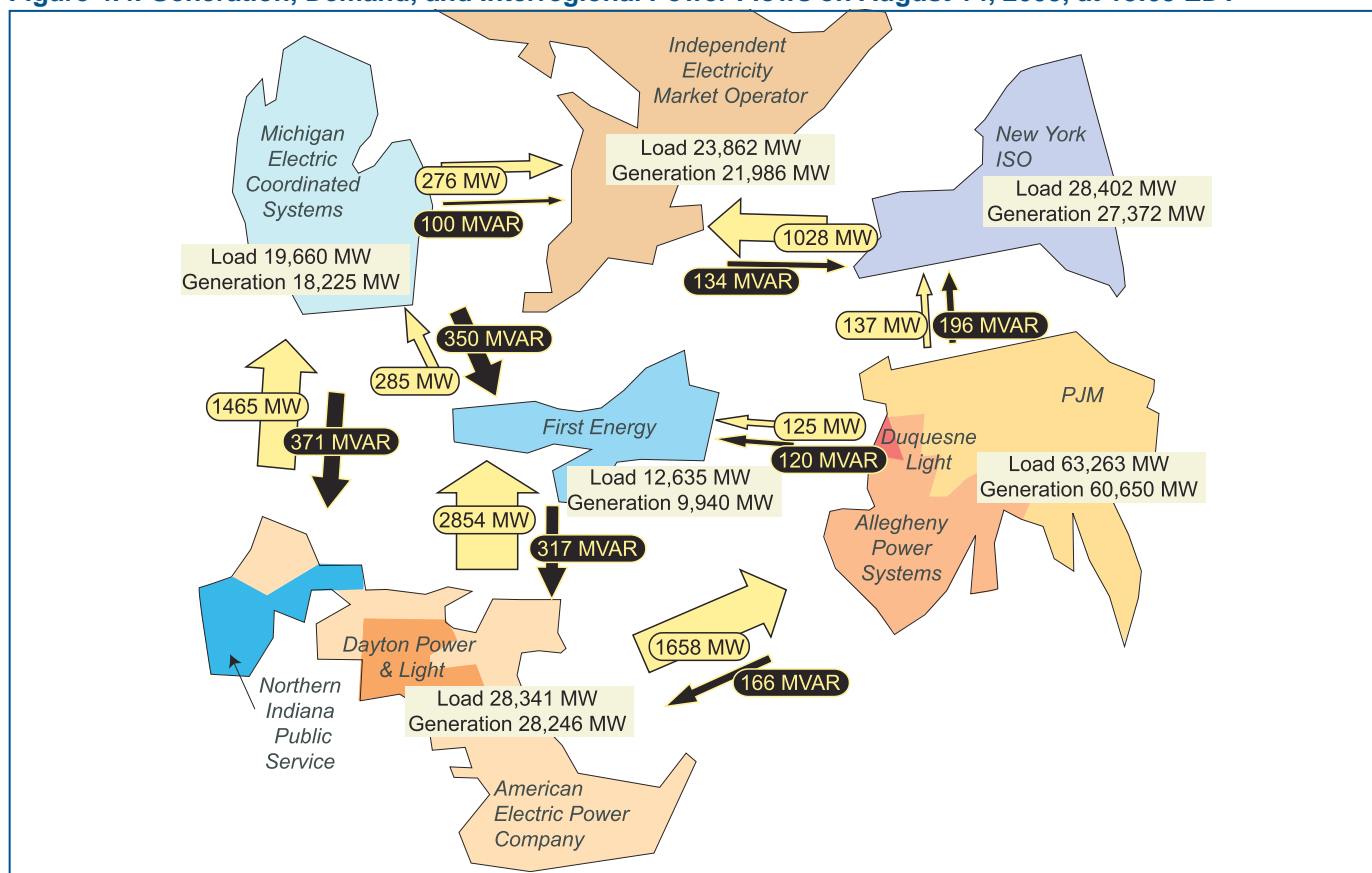 Independent
Electricity
Market Operator
Michigan
Electric
Coordinated
Systems
New York
ISO
Load 23,862 MW
Generation 21,986 MW
276 MW
100 MVAR
Load 28,402 MW
Generation 27,372 MW
1028 MW
134 MVAR
Load 19,660 MW
Generation 18,225 MW
137 MW
196 MVAR
350 MVAR
285 MW
1465 MW
371 MVAR
First Energy
125 MW
120 MVAR
PJM
Duquesne
Light
Load 63,263 MW
Generation 60,650 MW
Load 12,635 MW
Generation 9,940 MW
2854 MW
317 MVAR
Allegheny
Power
Systems
Dayton Power
& Light
1658 MW
166 MVAR
Northern
Indiana
Public
Service
Load 28,341 MW
Generation 28,246 MW
American
Electric Power
Company